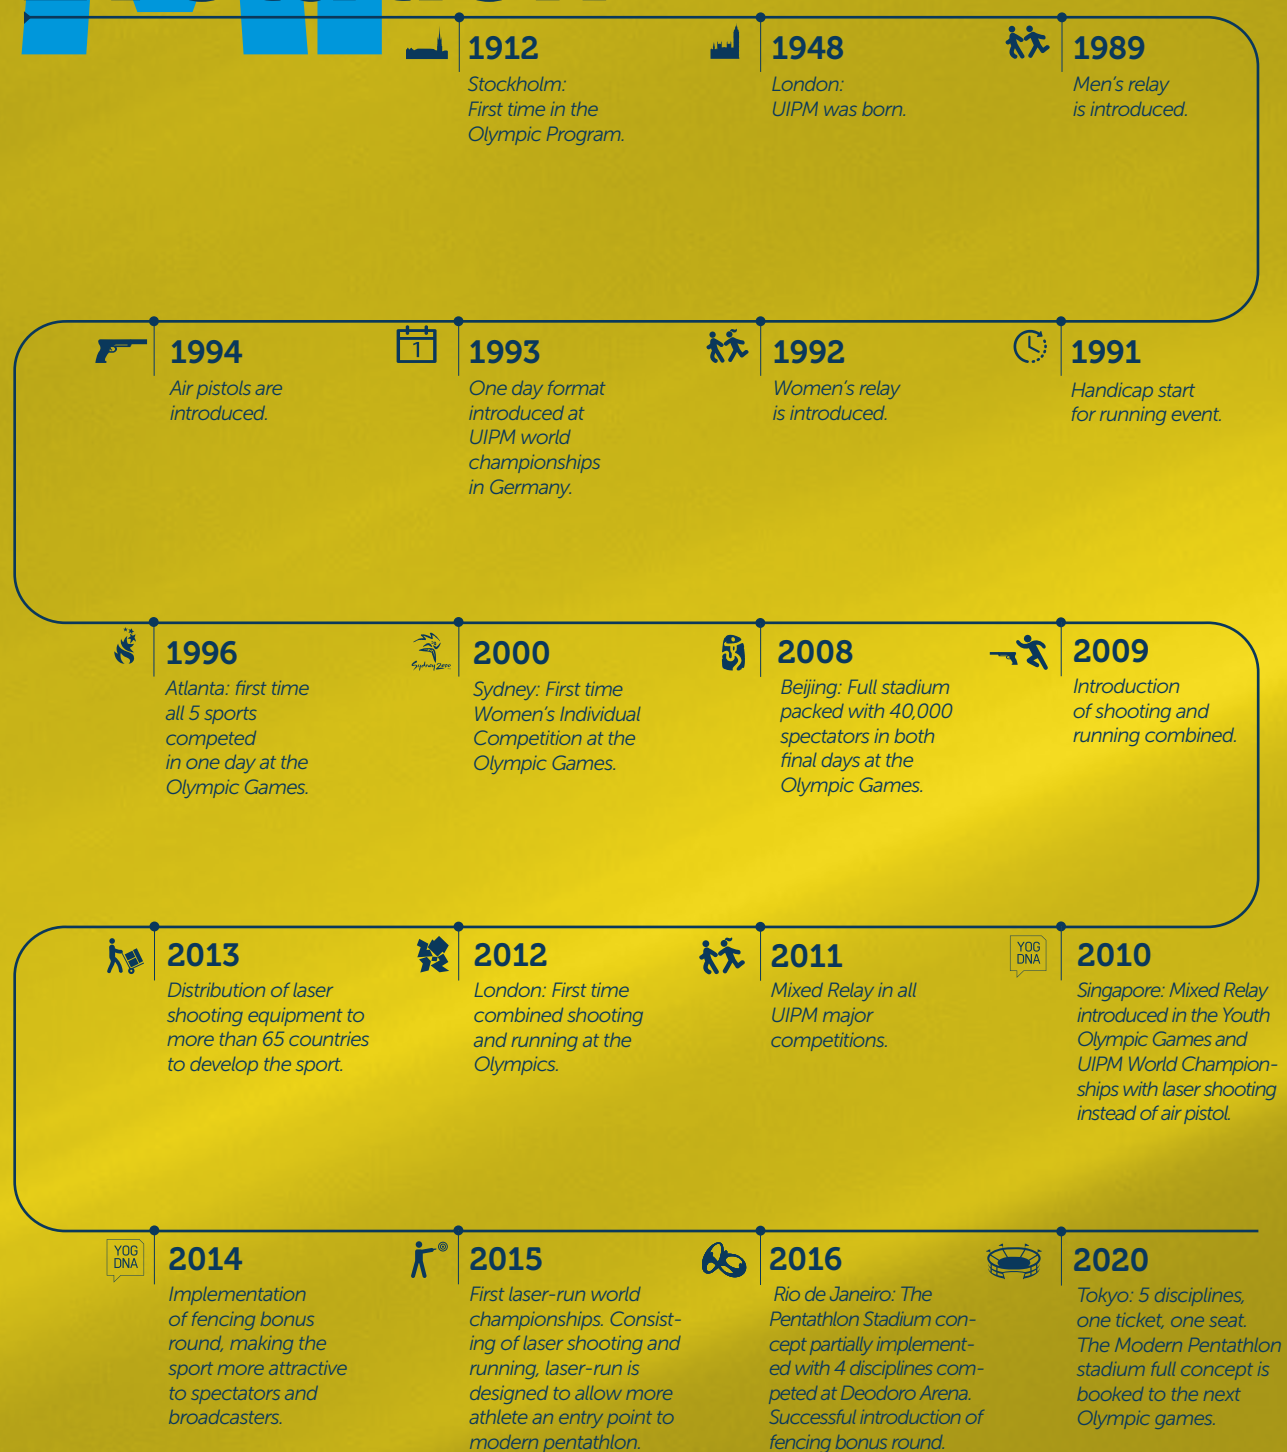 1912
Stockholm:
First time in the
Olympic Program.
1948
London:
UIPM was born.
1989
Men's relay
is introduced.
1991
Handicap start
for running event.
1992
Women's relay
is introduced.
1
1993
One day format
introduced at
UIPM world
championships
in Germany.
1994
Air pistols are
introduced.
1996
Atlanta: first time
all 5 sports
competed
in one day at the
Olympic Games.
Sydney 2000
2000
Sydney: First time
Women's Individual
Competition at the
Olympic Games.
2008
Beijing: Full stadium
packed with 40,000
spectators in both
final days at the
Olympic Games.
2009
Introduction
of shooting and
running combined.
YOG
DNA
2010
Singapore: Mixed Relay
introduced in the Youth
Olympic Games and
UIPM World Champion-
ships with laser shooting
instead of air pistol.
2011
Mixed Relay in all
UIPM major
competitions.
2012
London: First time
combined shooting
and running at the
Olympics.
2013
Distribution of laser
shooting equipment to
more than 65 countries
to develop the sport.
YOG
DNA
2014
Implementation
of fencing bonus
round, making the
sport more attractive
to spectators and
broadcasters.
2015
First laser-run world
championships. Consist-
ing of laser shooting and
running, laser-run is
designed to allow more
athlete an entry point to
modern pentathlon.
2016
Rio de Janeiro: The
Pentathlon Stadium con-
cept partially implement-
ed with 4 disciplines com-
peted at Deodoro Arena.
Successful introduction of
fencing bonus round.
2020
Tokyo: 5 disciplines,
one ticket, one seat.
The Modern Pentathlon
stadium full concept is
booked to the next
Olympic games.